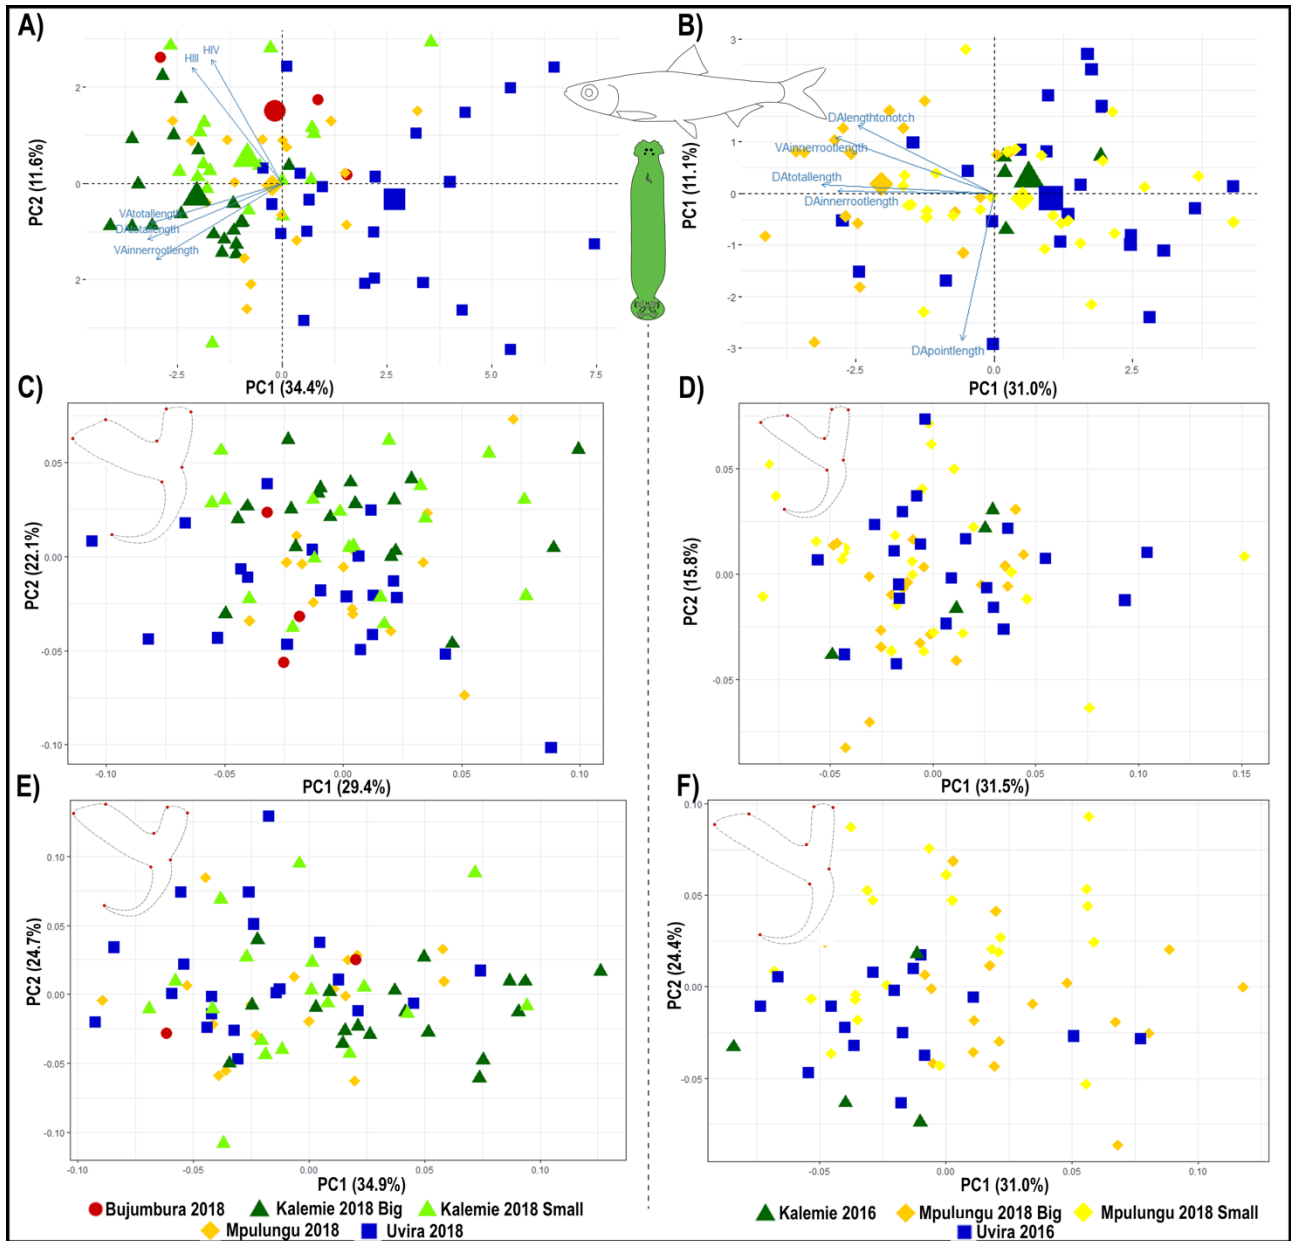 A)
B)
HIII
HIV
VAtotallength
DAtotallength
VAinnerrootlength
PC2 (11.6%)
2
0
2
-2.5
0.0
2.5
5.0
7.5
PC1 (34.4%)
DAlengthtonotch
VAinnerrootlength
DAtotallength
DAinnerrootlength
DApointlength
PC1 (11.1%)
3
2
1
0
-1
-2
-3
-2.5
0.0
2.5
PC1 (31.0%)
C)
PC2 (22.1%)
0.05
0.00
-0.05
-0.10
-0.10
-0.05
0.00
0.05
0.10
PC1 (29.4%)
D)
PC2 (15.8%)
0.05
0.00
-0.05
-0.05
0.00
0.05
0.10
0.15
PC1 (31.5%)
E)
PC2 (24.7%)
0.10
0.05
0.00
-0.05
-0.10
-0.10
-0.05
0.00
0.05
0.10
PC1 (34.9%)
F)
PC2 (24.4%)
0.10
0.05
0.00
-0.05
-0.05
0.00
0.05
0.10
PC1 (31.0%)
Bujumbura 2018
Kalemie 2018 Big
Kalemie 2018 Small
Mpulungu 2018
Uvira 2018
Kalemie 2016
Mpulungu 2018 Big
Mpulungu 2018 Small
Uvira 2016